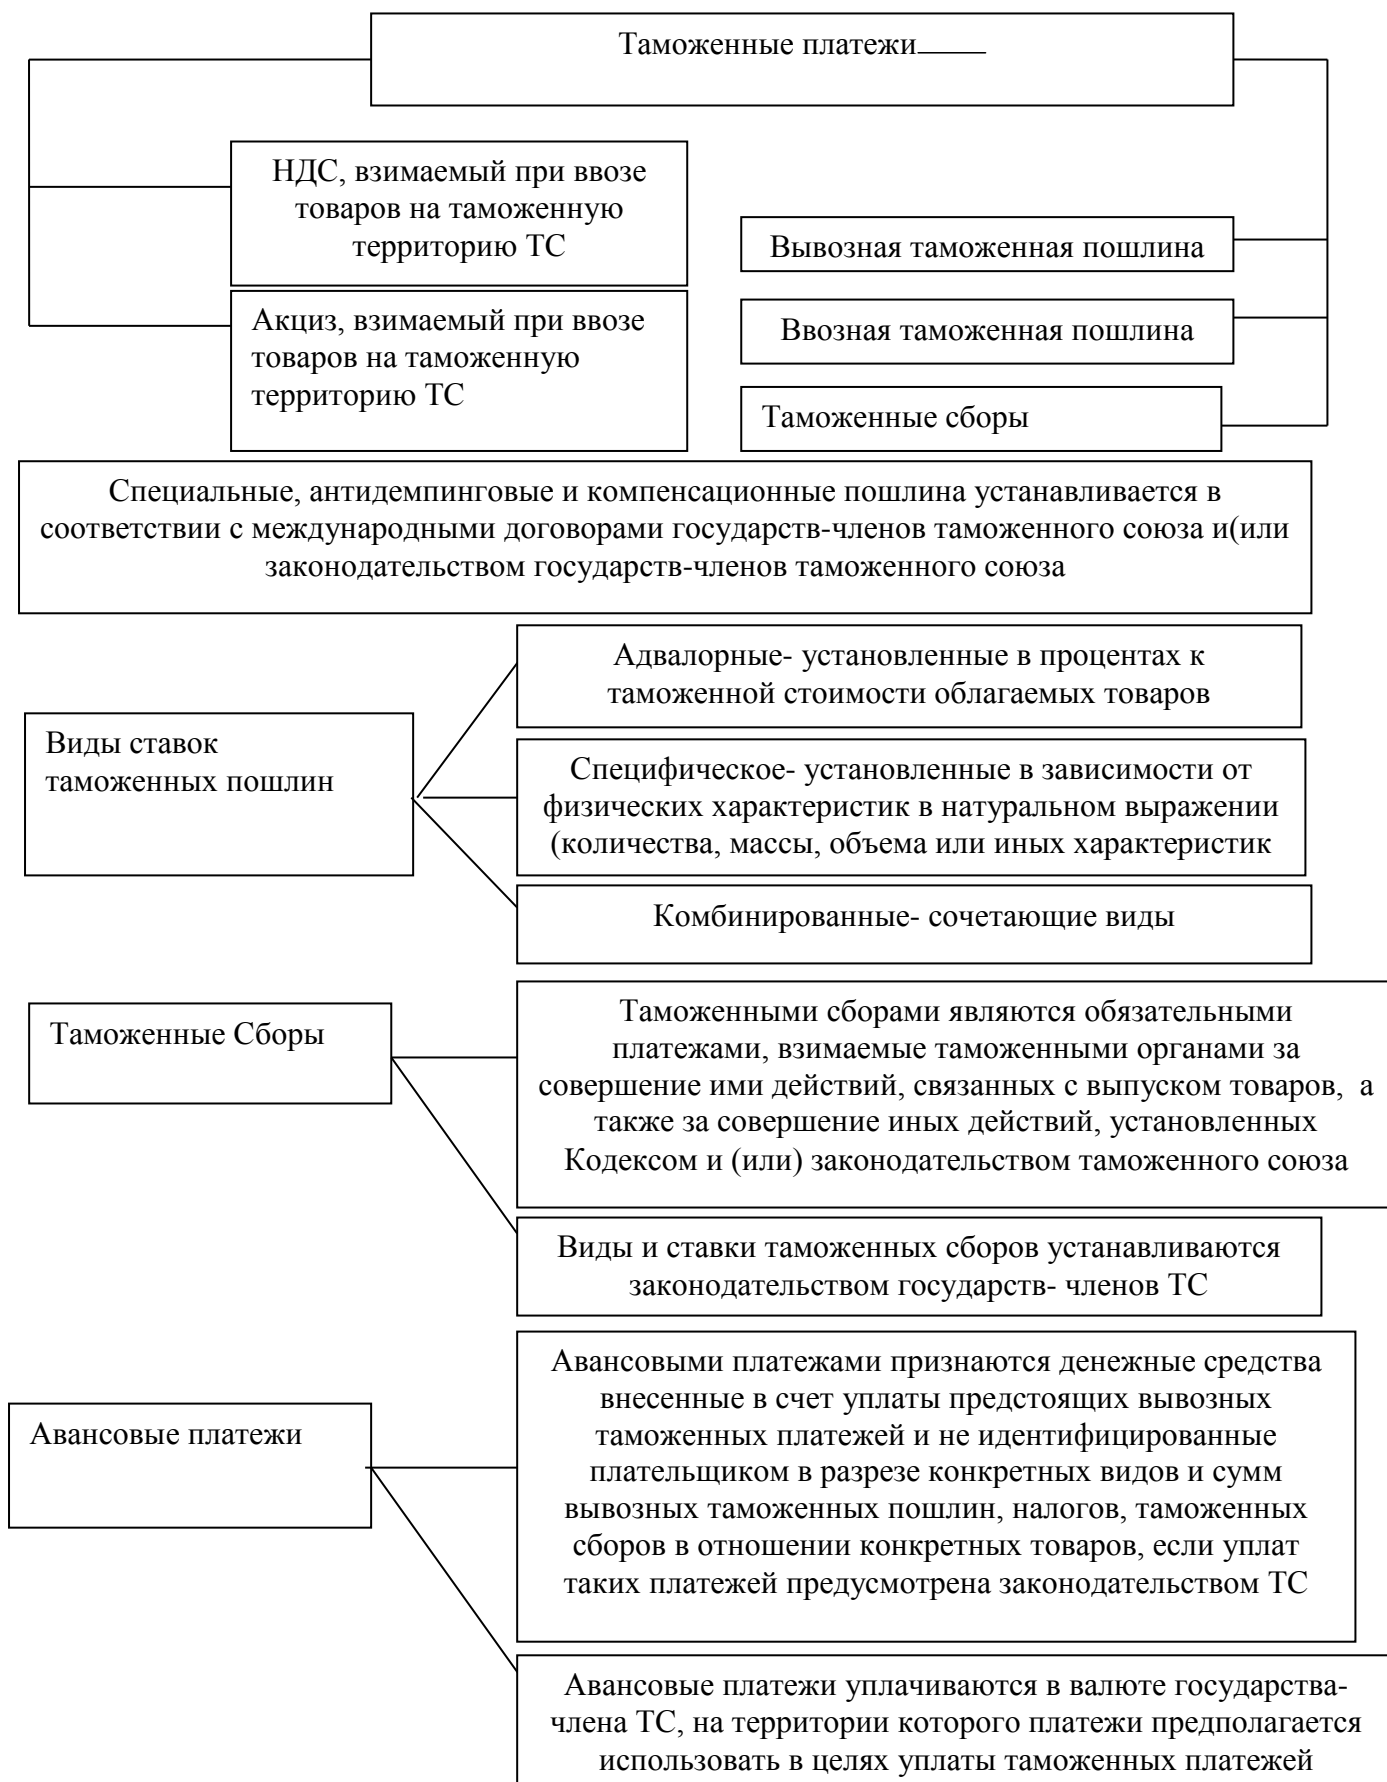 Таможенные платежи
НДС, взимаемый при ввозе
товаров на таможенную
территорию ТС
Вывозная таможенная пошлина
Акциз, взимаемый при ввозе
товаров на таможенную
территорию ТС
Ввозная таможенная пошлина
Таможенные сборы
Специальные, антидемпинговые и компенсационные пошлина устанавливается в
соответствии с международными договорами государств-членов таможенного союза и(или
законодательством государств-членов таможенного союза
Адвалорные- установленные в процентах к
таможенной стоимости облагаемых товаров
Виды ставок
таможенных пошлин
Специфическое- установленные в зависимости от
физических характеристик в натуральном выражении
(количества, массы, объема или иных характеристик
Комбинированные- сочетающие виды
Таможенные Сборы
Таможенными сборами являются обязательными
платежами, взимаемые таможенными органами за
совершение ими действий, связанных с выпуском товаров, а
также за совершение иных действий, установленных
Кодексом и (или) законодательством таможенного союза
Виды и ставки таможенных сборов устанавливаются
законодательством государств- членов ТС
Авансовые платежи
Авансовыми платежами признаются денежные средства
внесенные в счет уплаты предстоящих вывозных
таможенных платежей и не идентифицированные
плательщиком в разрезе конкретных видов и сумм
вывозных таможенных пошлин, налогов, таможенных
сборов в отношении конкретных товаров, если уплат
таких платежей предусмотрена законодательством ТС
Авансовые платежи уплачиваются в валюте государства-
члена ТС, на территории которого платежи предполагается
использовать в целях уплаты таможенных платежей